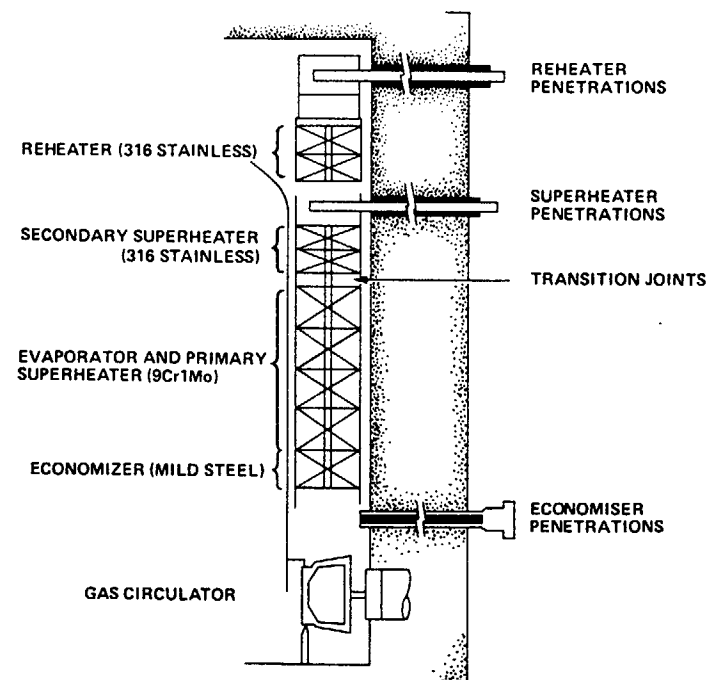 REHEATER
PENETRATIONS
REHEATER (316 STAINLESS)
SUPERHEATER
PENETRATIONS
SECONDARY SUPERHEATER
(316 STAINLESS)
TRANSITION JOINTS
EVAPORATOR AND PRIMARY
SUPERHEATER (9Cr1Mo)
ECONOMIZER (MILD STEEL)
ECONOMISER
PENETRATIONS
GAS CIRCULATOR